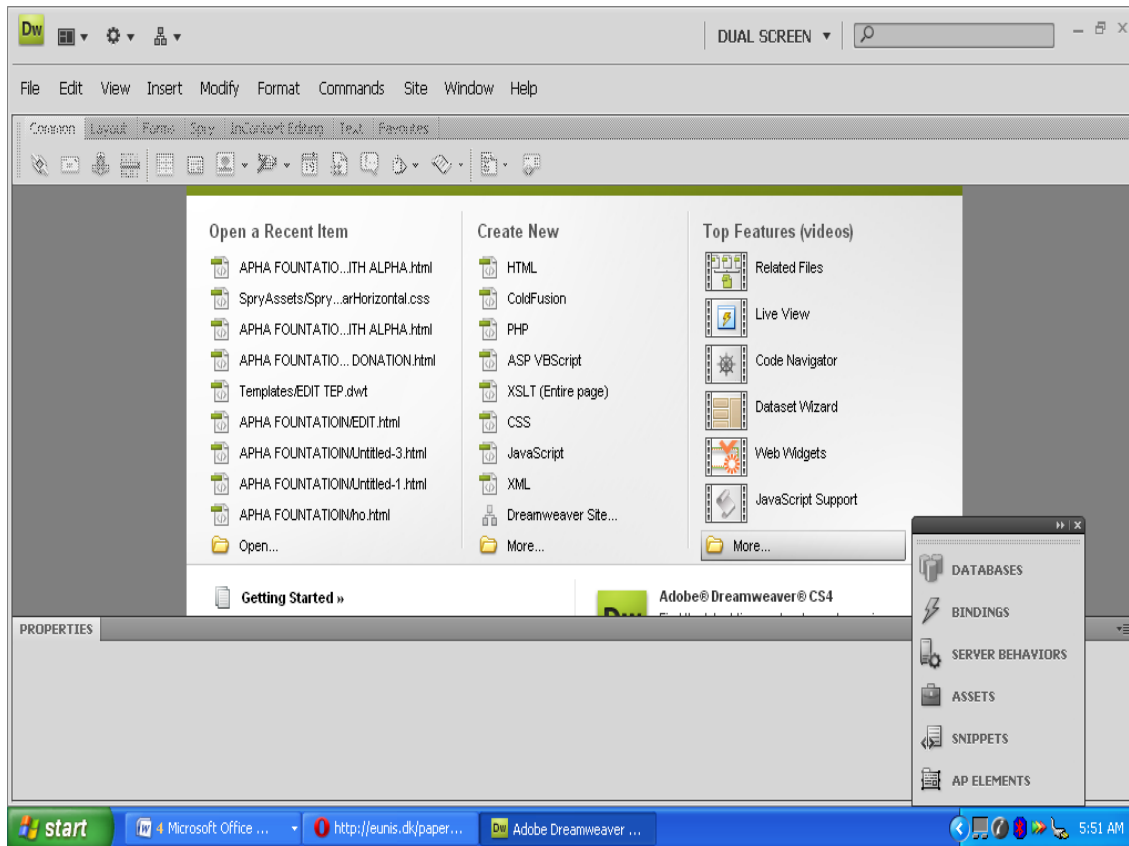 Dw
DUAL SCREEN
File Edit View Insert Modify Format Commands Site Window Help
Common Layout Forms Spry InContext Editing Text Favorites
Open a Recent Item
APHA FOUNTATIO...ITH ALPHA.html
SpryAssets/Spry...arHorizontal.css
APHA FOUNTATIO...ITH ALPHA.html
APHA FOUNTATIO... DONATION.html
Templates/EDIT TEP.dwt
APHA FOUNTATIOIN/EDIT.html
APHA FOUNTATIOIN/Untitled-3.html
APHA FOUNTATIOIN/Untitled-1.html
APHA FOUNTATIOIN/ho.html
Open...
Create New
HTML
ColdFusion
PHP
ASP VBScript
XSLT (Entire page)
CSS
JavaScript
XML
Dreamweaver Site...
More...
Top Features (videos)
Related Files
Live View
Code Navigator
Dataset Wizard
Web Widgets
JavaScript Support
More...
Getting Started »
Adobe® Dreamweaver® CS4
PROPERTIES
DATABASES
BINDINGS
SERVER BEHAVIORS
ASSETS
SNIPPETS
AP ELEMENTS
start
4 Microsoft Office ...
http://eunis.dk/paper...
Dw Adobe Dreamweaver ...
5:51 AM